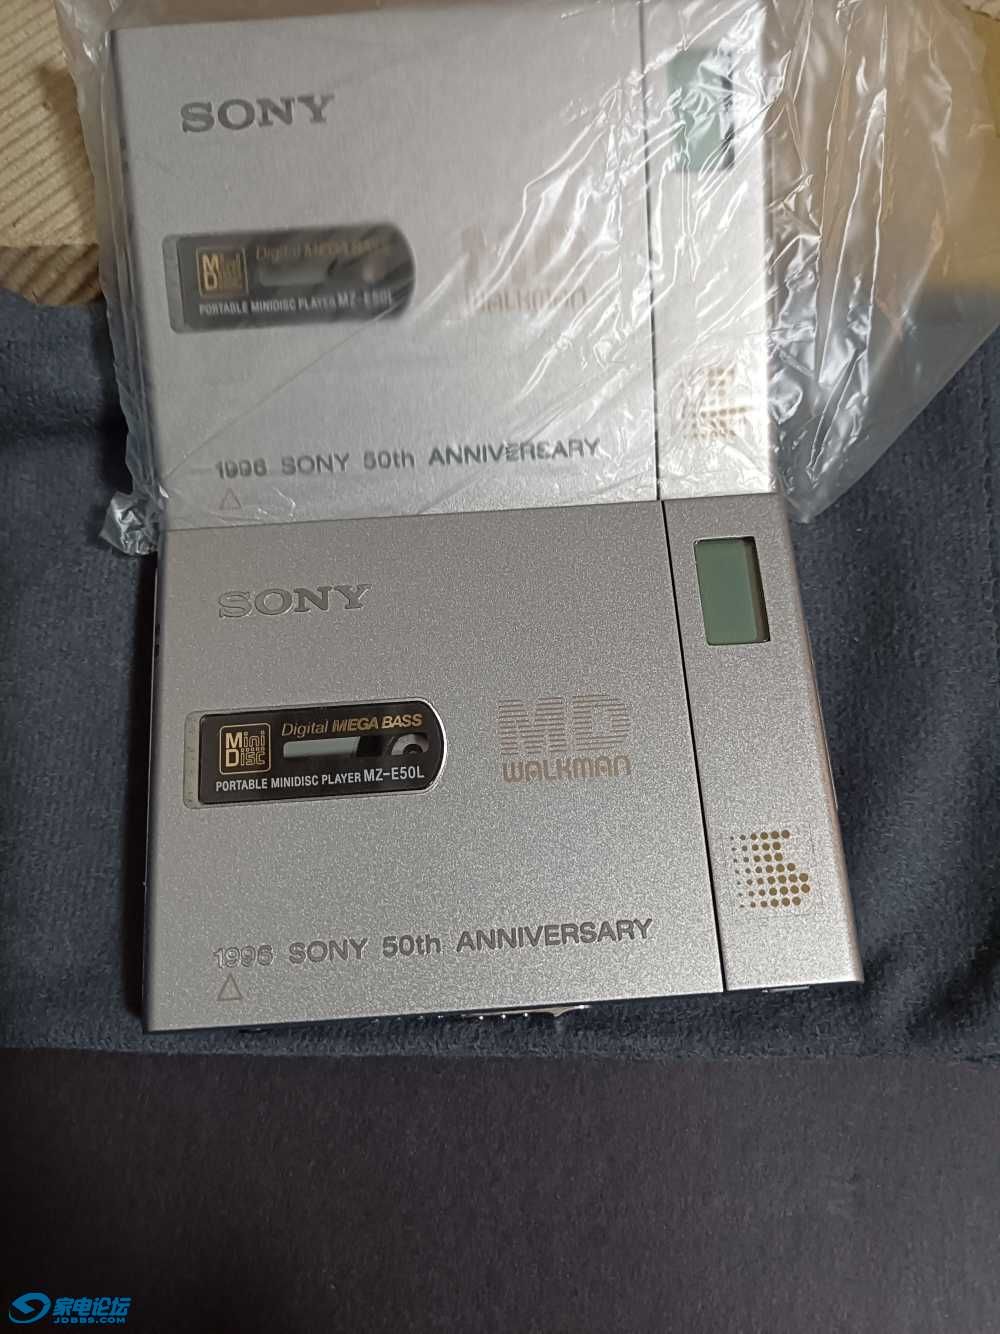 SONY
Mini
Disc
Digital MEGA BASS
PORTABLE MINIDISC PLAYER MZ-E50L
MD
WALKMAN
1996 SONY 50th ANNIVERSARY
SONY
Mini
Disc
Digital MEGA BASS
PORTABLE MINIDISC PLAYER MZ-E50L
MD
WALKMAN
1996 SONY 50th ANNIVERSARY
家电论坛
JDBBS.COM